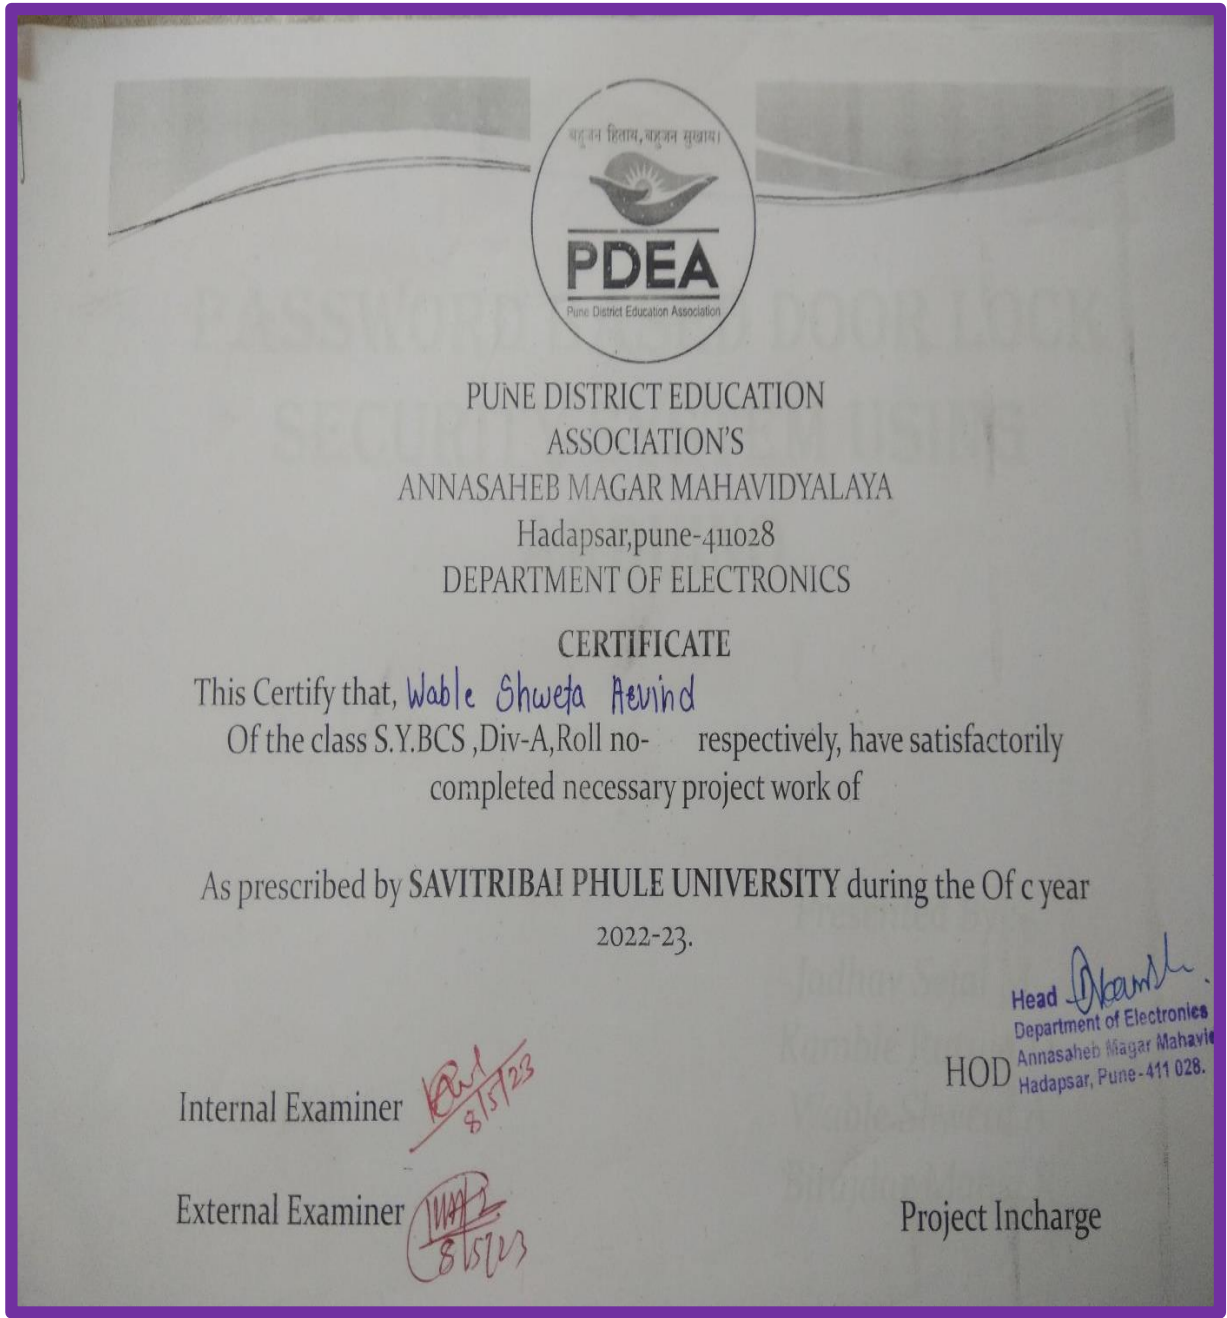 बहुजन हिताय, बहुजन सुखाय।
PDEA
Pune District Education Association
PUNE DISTRICT EDUCATION
ASSOCIATION'S
ANNASAHEB MAGAR MAHAVIDYALAYA
Hadapsar,pune-411028
DEPARTMENT OF ELECTRONICS
CERTIFICATE
This Certify that, Wable Shweta Arvind
Of the class S.Y.BCS ,Div-A,Roll no- respectively, have satisfactorily
completed necessary project work of
As prescribed by SAVITRIBAI PHULE UNIVERSITY during the Of c year
2022-23.
Head
Department of Electronics
Annasaheb Magar Mahavi
Hadapsar, Pune-411 028.
HOD
Internal Examiner
8/5/23
External Examiner
8/5/23
Project Incharge